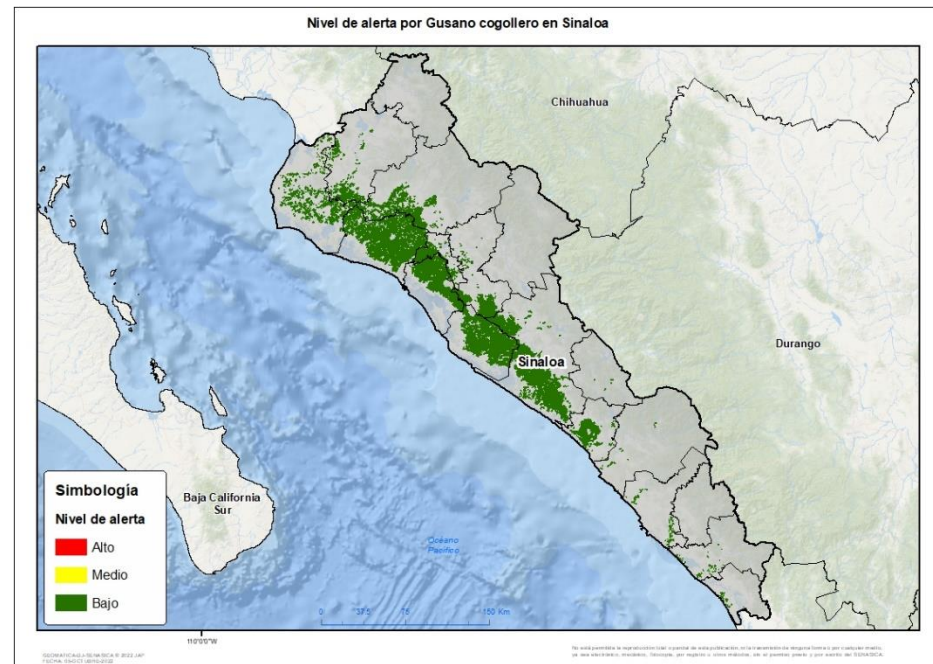 Nivel de alerta por Gusano cogollero en Sinaloa
Chihuahua
Durango
Sinaloa
Baja California
Sur
Océano
Pacífico
Simbología
Nivel de alerta
Alto
Medio
Bajo
0 37.5 75 150 Km
110°0'0"W